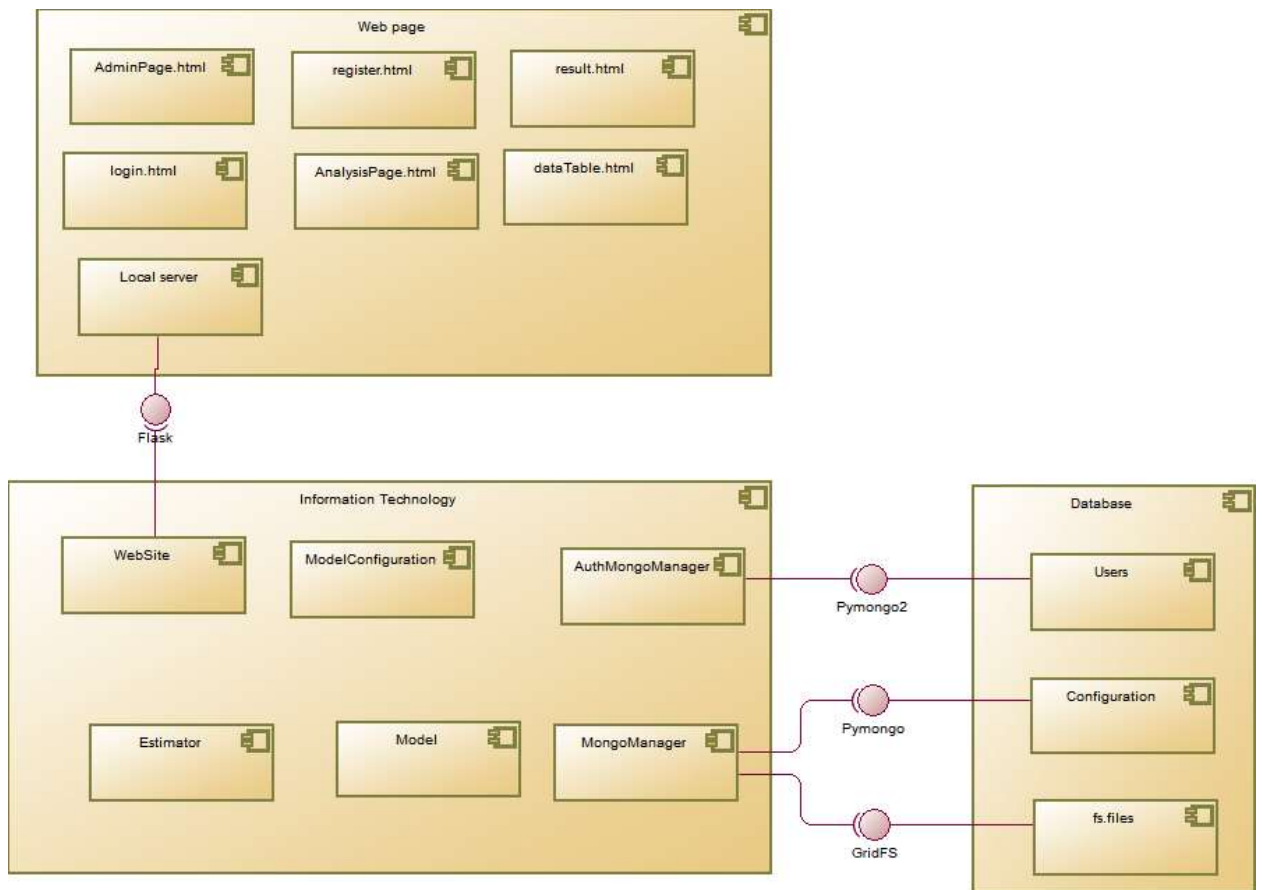 Web page
AdminPage.html
register.html
result.html
login.html
AnalysisPage.html
dataTable.html
Local server
Flask
Information Technology
WebSite
ModelConfiguration
AuthMongoManager
Estimator
Model
MongoManager
Pymongo2
Pymongo
GridFS
Database
Users
Configuration
fs.files